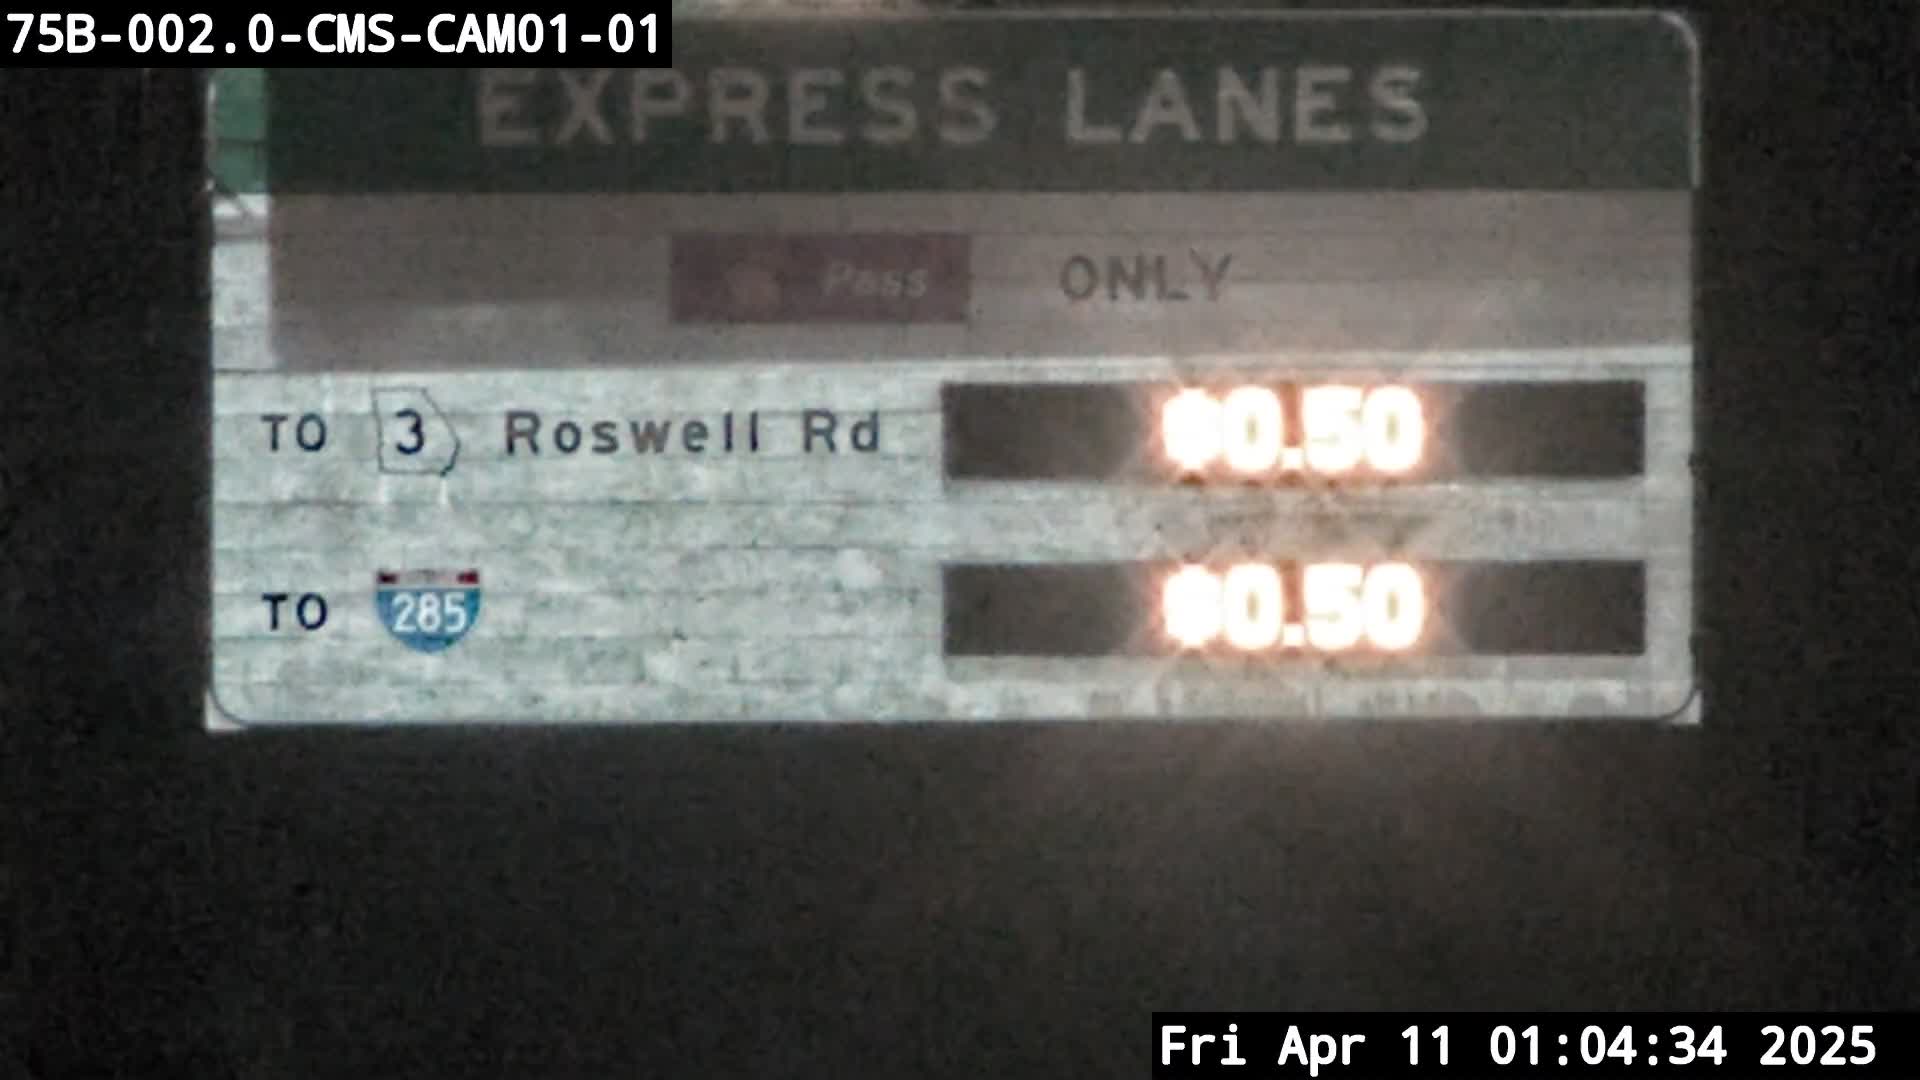 75B-002.0-CMS-CAM01-01
EXPRESS LANES
Pass ONLY
TO 3 Roswell Rd $0.50
TO 285 $0.50
Fri Apr 11 01:04:34 2025